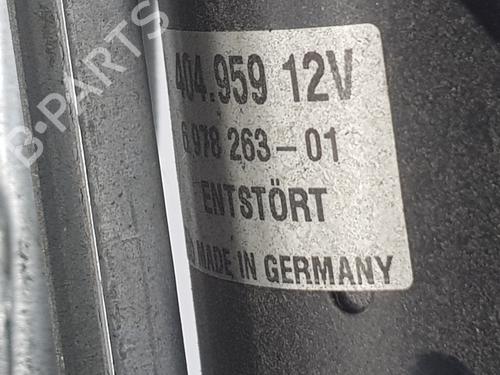 404.959 12V
6 978 263-01
ENTSTÖRT
MADE IN GERMANY
B-PARTS